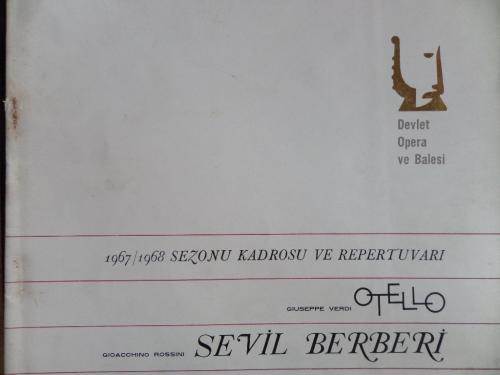 Devlet
Opera
ve Balesi
1967/1968 SEZONU KADROSU VE REPERTUVARI
GIUSEPPE VERDI OTELLO
GIOACCHINO ROSSINI SEVİL BERBERİ